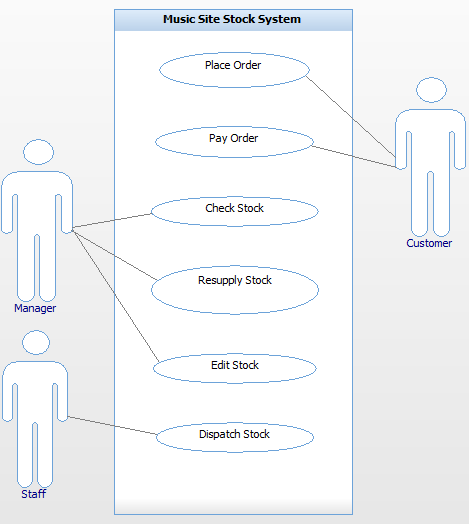 Music Site Stock System
Place Order
Pay Order
Check Stock
Customer
Resupply Stock
Manager
Edit Stock
Dispatch Stock
Staff